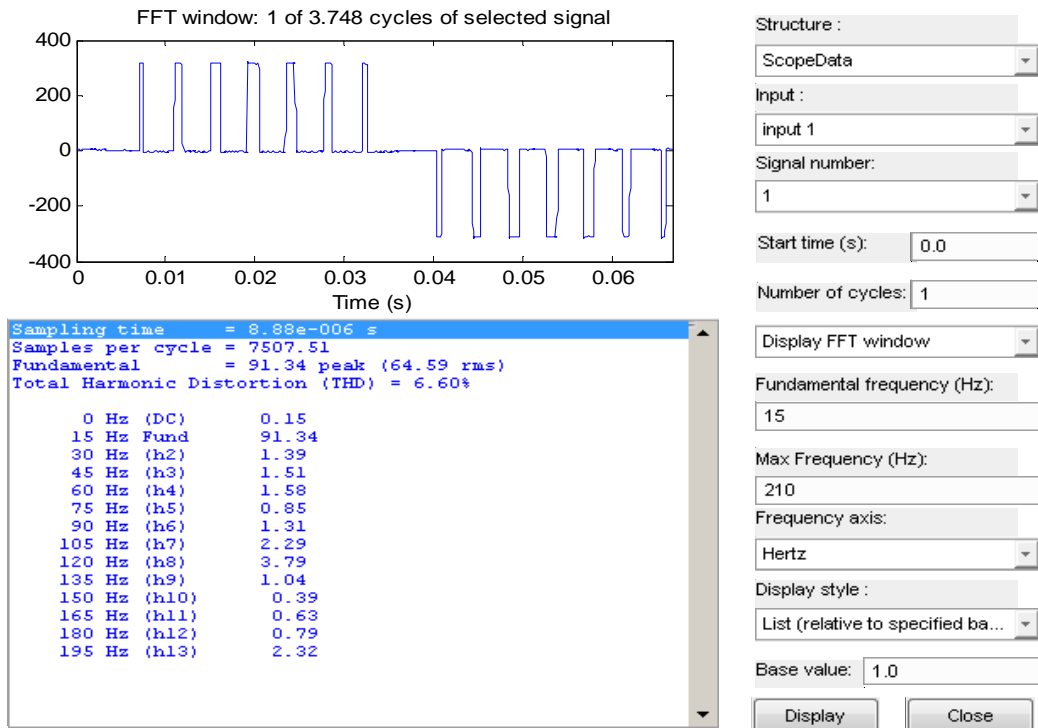 FFT window: 1 of 3.748 cycles of selected signal
400
200
0
-200
-400
0
0.01
0.02
0.03
0.04
0.05
0.06
Time (s)
Sampling time = 8.88e-006 s
Samples per cycle = 7507.51
Fundamental = 91.34 peak (64.59 rms)
Total Harmonic Distortion (THD) = 6.60%
0 Hz (DC) 0.15
15 Hz Fund 91.34
30 Hz (h2) 1.39
45 Hz (h3) 1.51
60 Hz (h4) 1.58
75 Hz (h5) 0.85
90 Hz (h6) 1.31
105 Hz (h7) 2.29
120 Hz (h8) 3.79
135 Hz (h9) 1.04
150 Hz (h10) 0.39
165 Hz (h11) 0.63
180 Hz (h12) 0.79
195 Hz (h13) 2.32
Structure :
ScopeData
Input :
input 1
Signal number:
1
Start time (s): 0.0
Number of cycles: 1
Display FFT window
Fundamental frequency (Hz):
15
Max Frequency (Hz):
210
Frequency axis:
Hertz
Display style :
List (relative to specified ba...
Base value: 1.0
Display Close